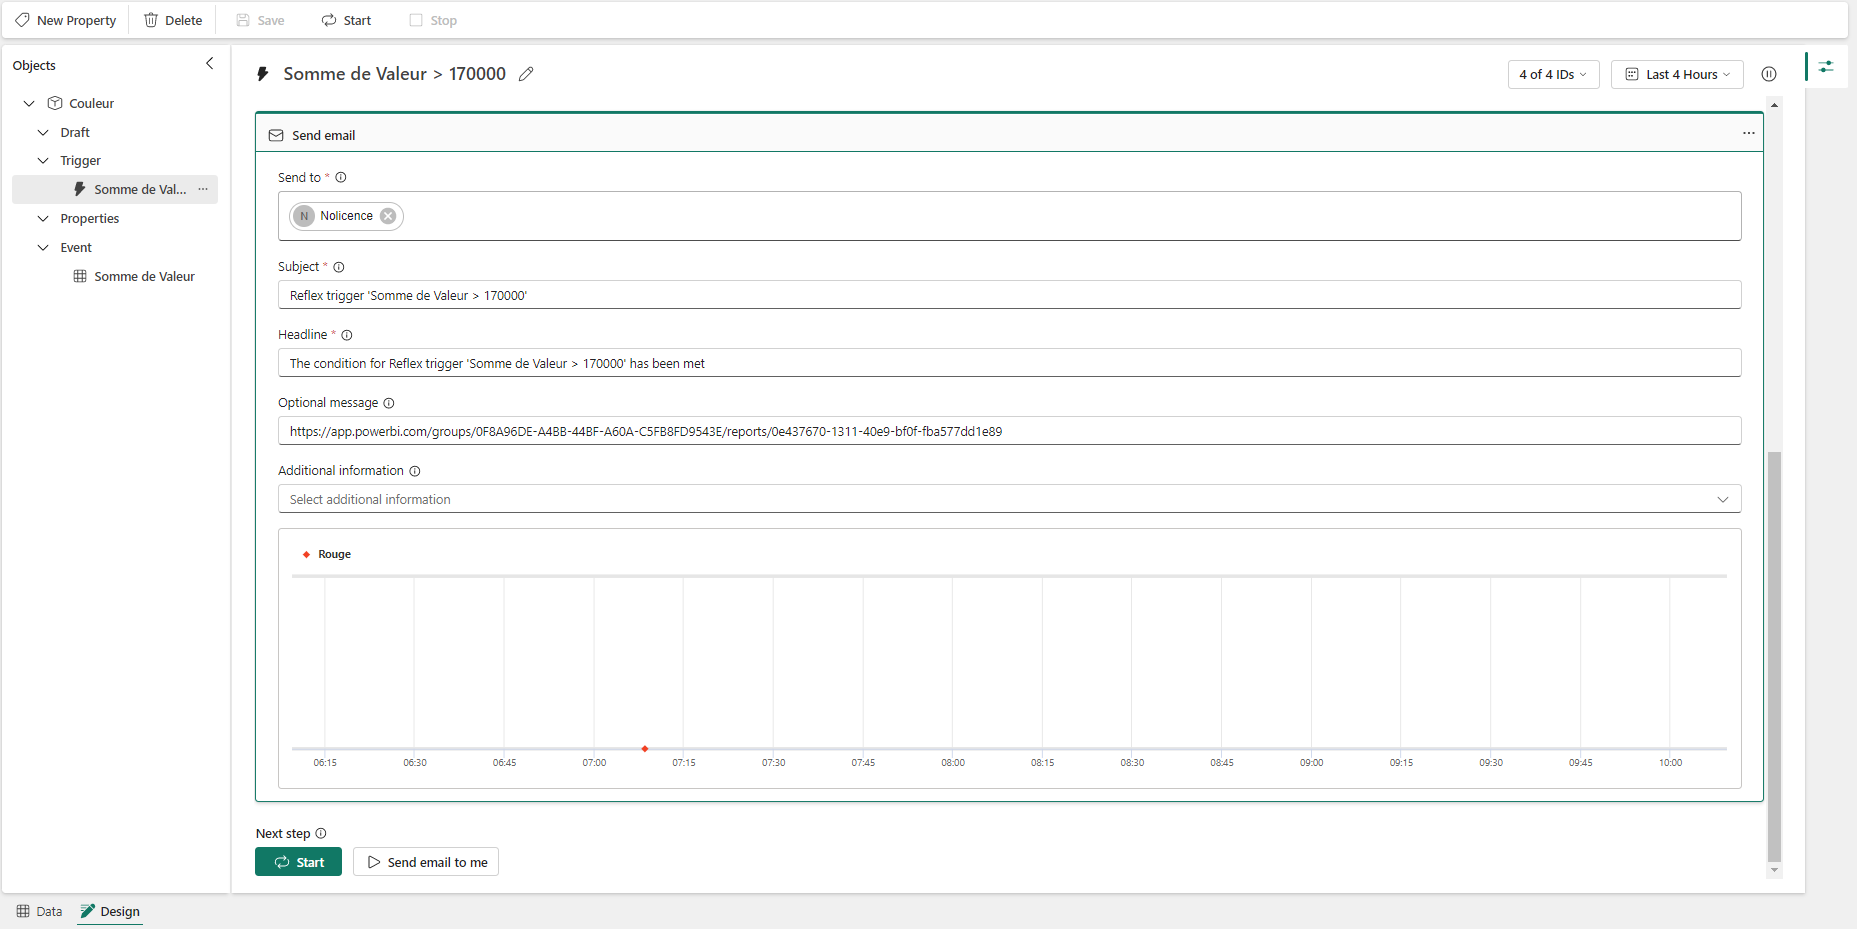 New Property
Delete
Save
Start
Stop
Objects
Couleur
Draft
Trigger
Somme de Val... ...
Properties
Event
Somme de Valeur
Somme de Valeur > 170000
4 of 4 IDs
Last 4 Hours
Send email
...
Send to *
N Nolicence
Subject *
Reflex trigger 'Somme de Valeur > 170000'
Headline *
The condition for Reflex trigger 'Somme de Valeur > 170000' has been met
Optional message
https://app.powerbi.com/groups/0F8A96DE-A4BB-44BF-A60A-C5FB8FD9543E/reports/0e437670-1311-40e9-bf0f-fba577dd1e89
Additional information
Select additional information
Rouge
06:15 06:30 06:45 07:00 07:15 07:30 07:45 08:00 08:15 08:30 08:45 09:00 09:15 09:30 09:45 10:00
Next step
Start
Send email to me
Data
Design